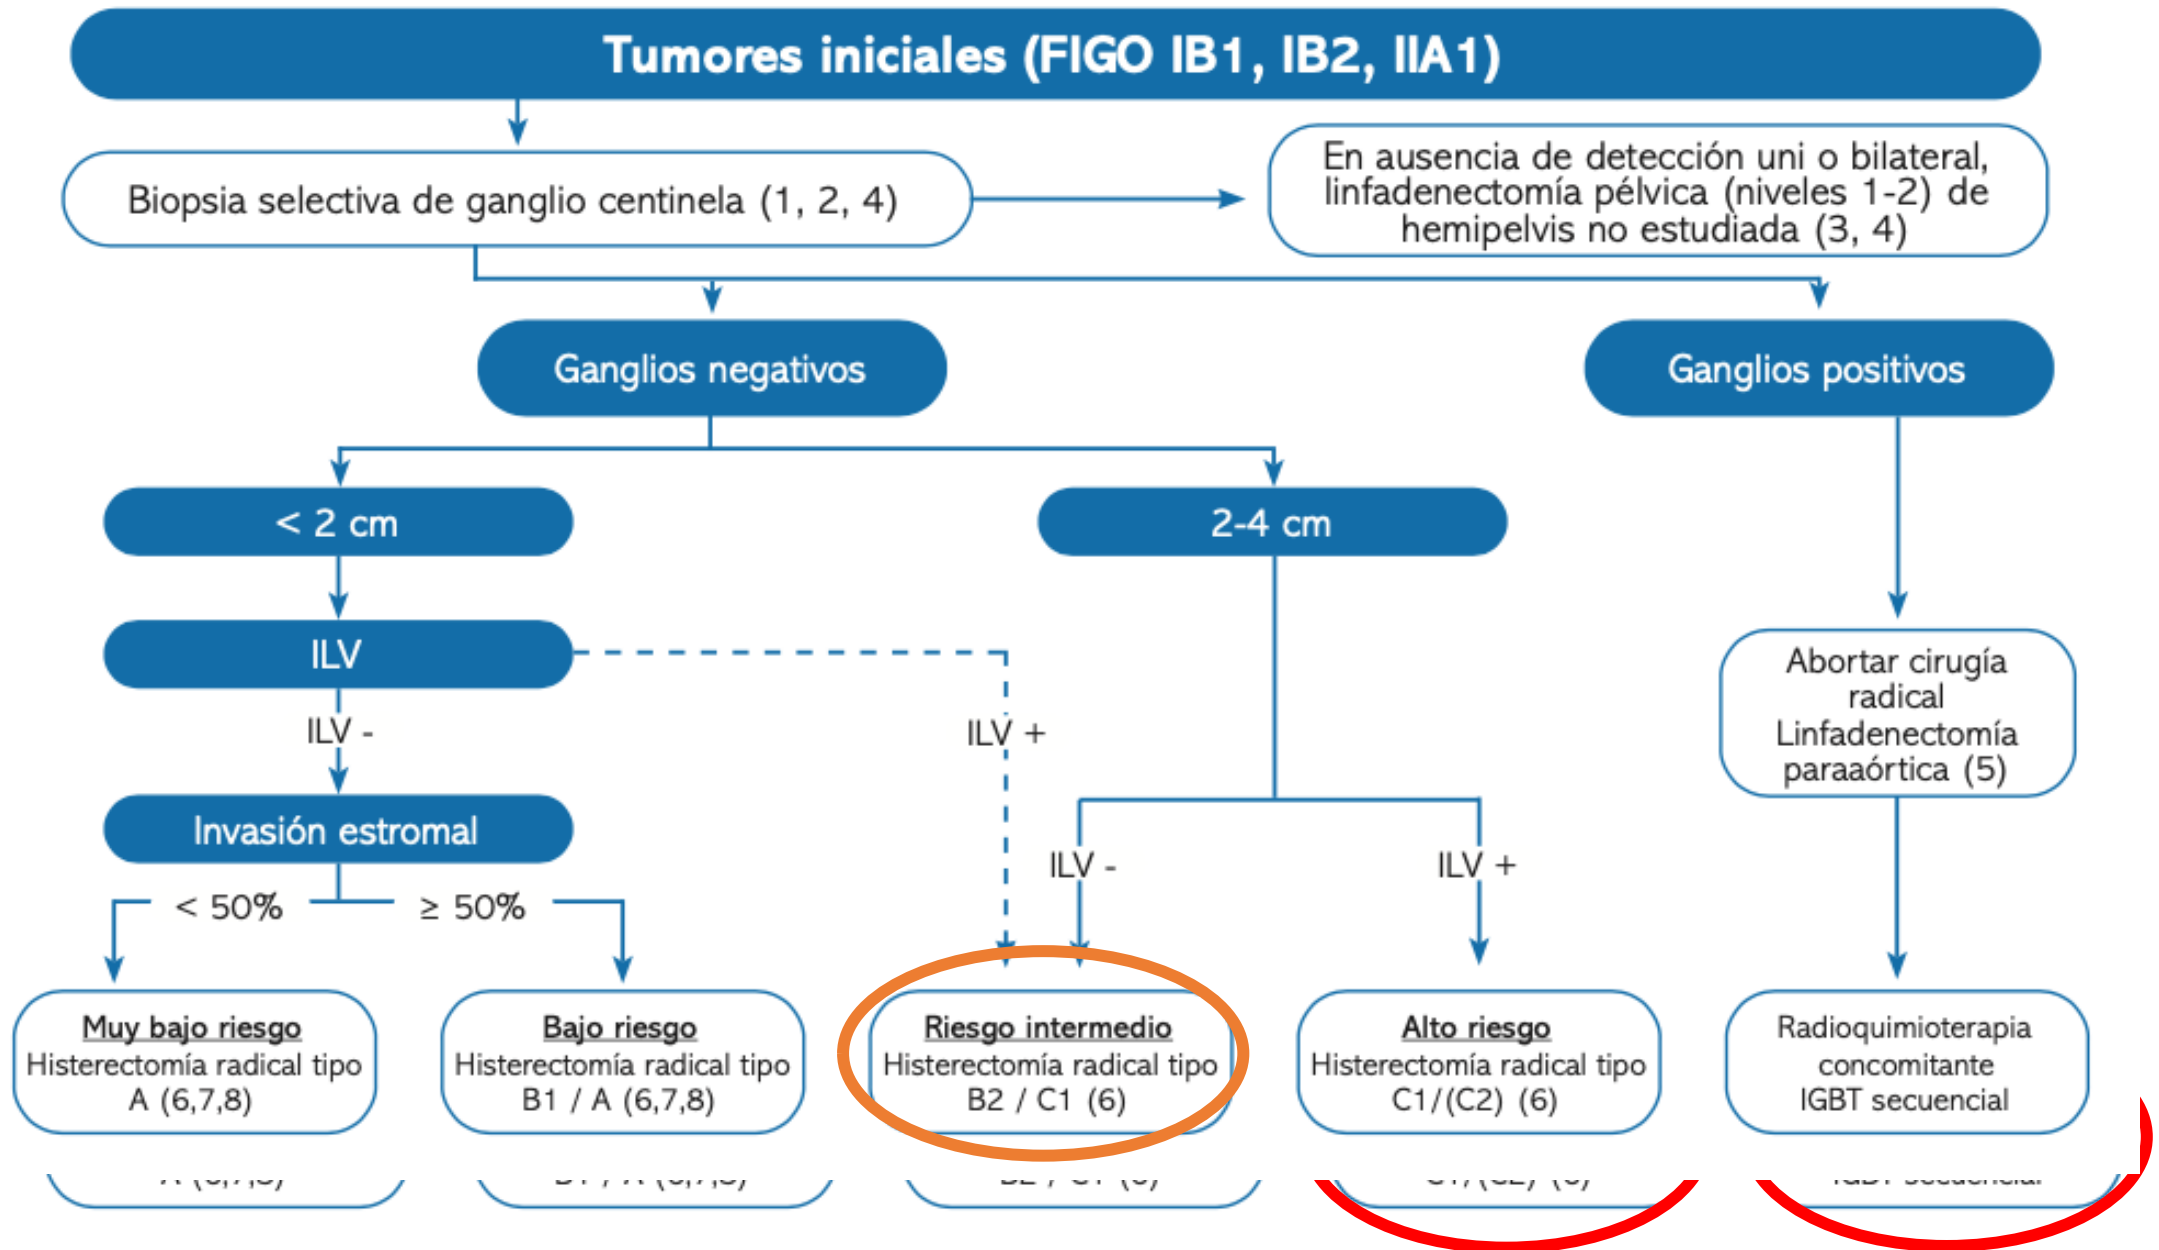 Tumores iniciales (FIGO IB1, IB2, IIA1)
Biopsia selectiva de ganglio centinela (1, 2, 4)
En ausencia de detección uni o bilateral,
linfadenectomía pélvica (niveles 1-2) de
hemipelvis no estudiada (3, 4)
Ganglios negativos
Ganglios positivos
< 2 cm
2-4 cm
ILV
ILV -
ILV +
Abortar cirugía
radical
Linfadenectomía
paraaórtica (5)
Invasión estromal
ILV -
ILV +
< 50%
≥ 50%
Muy bajo riesgo
Histerectomía radical tipo
A (6,7,8)
Bajo riesgo
Histerectomía radical tipo
B1 / A (6,7,8)
Riesgo intermedio
Histerectomía radical tipo
B2 / C1 (6)
Alto riesgo
Histerectomía radical tipo
C1/(C2) (6)
Radioquimioterapia
concomitante
IGBT secuencial